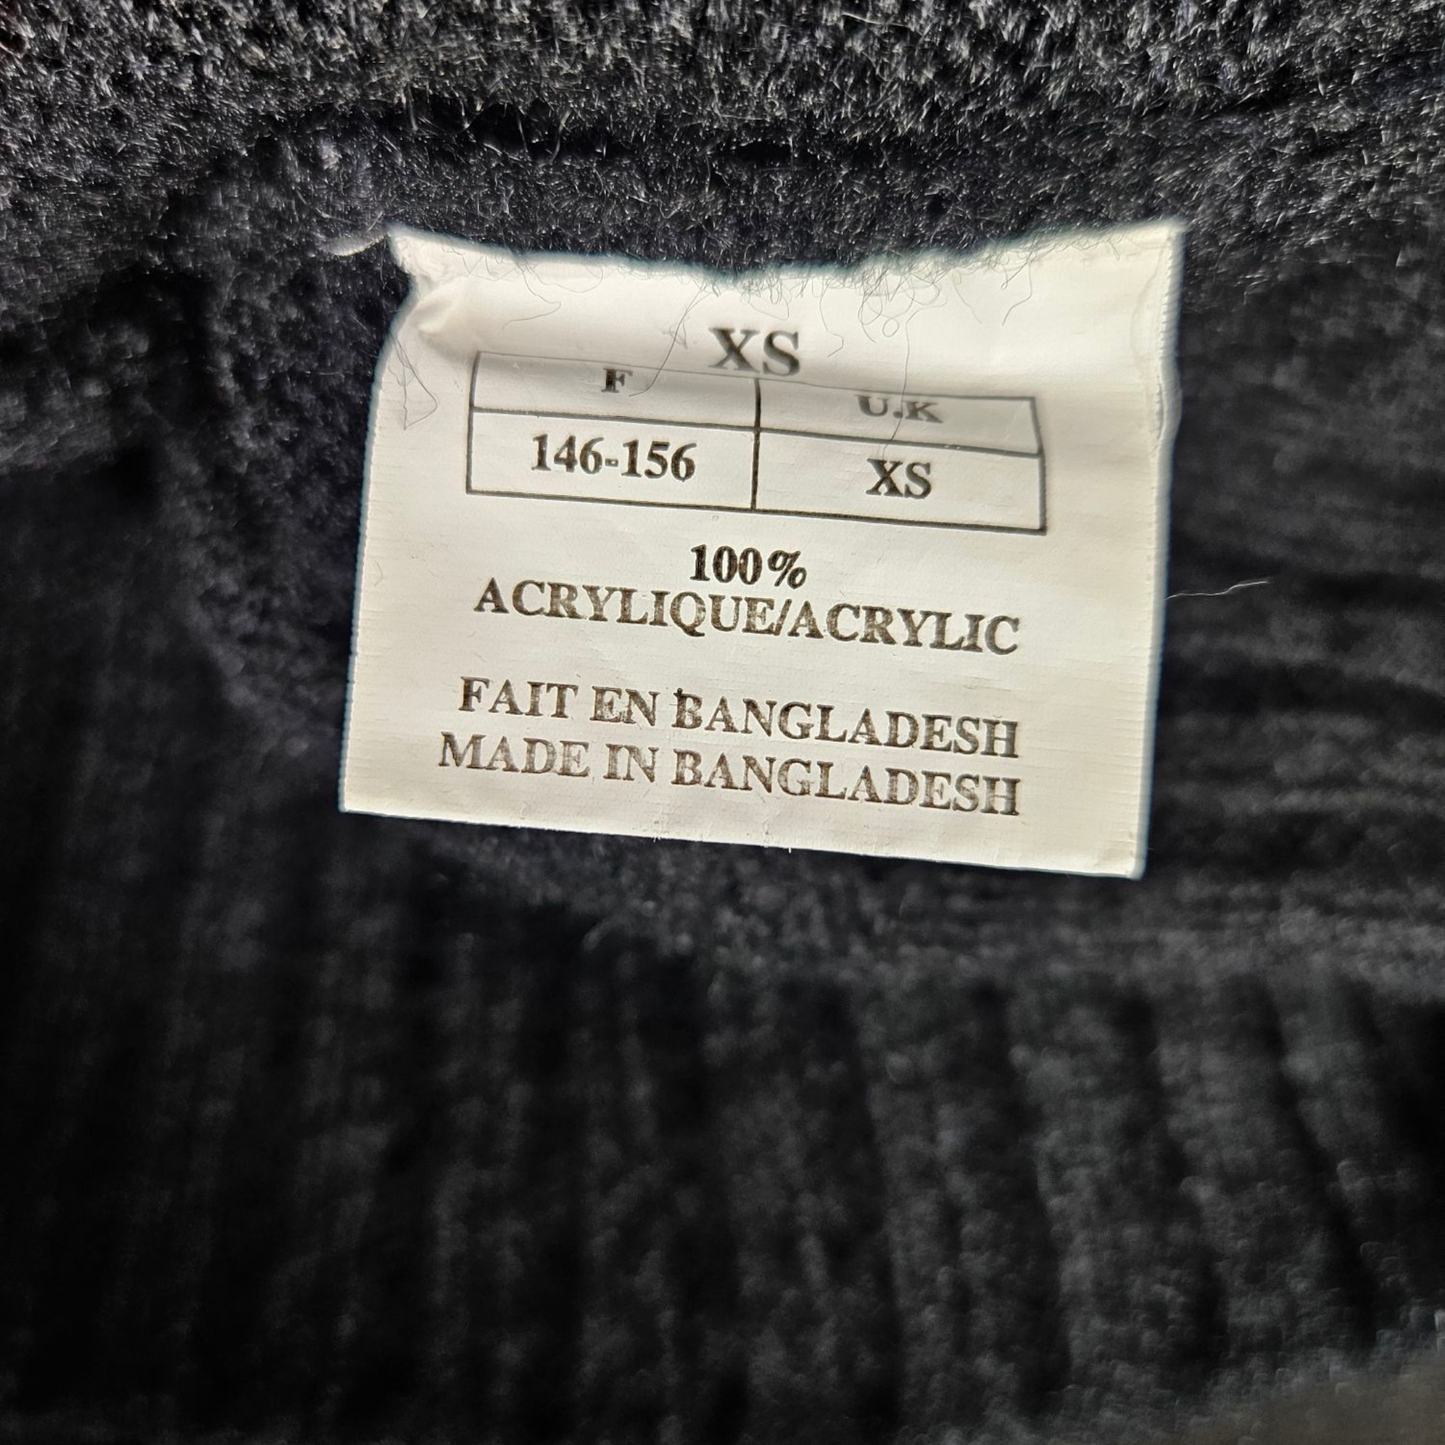 XS
F U.K
146-156 XS
100%
ACRYLIQUE/ACRYLIC
FAIT EN BANGLADESH
MADE IN BANGLADESH